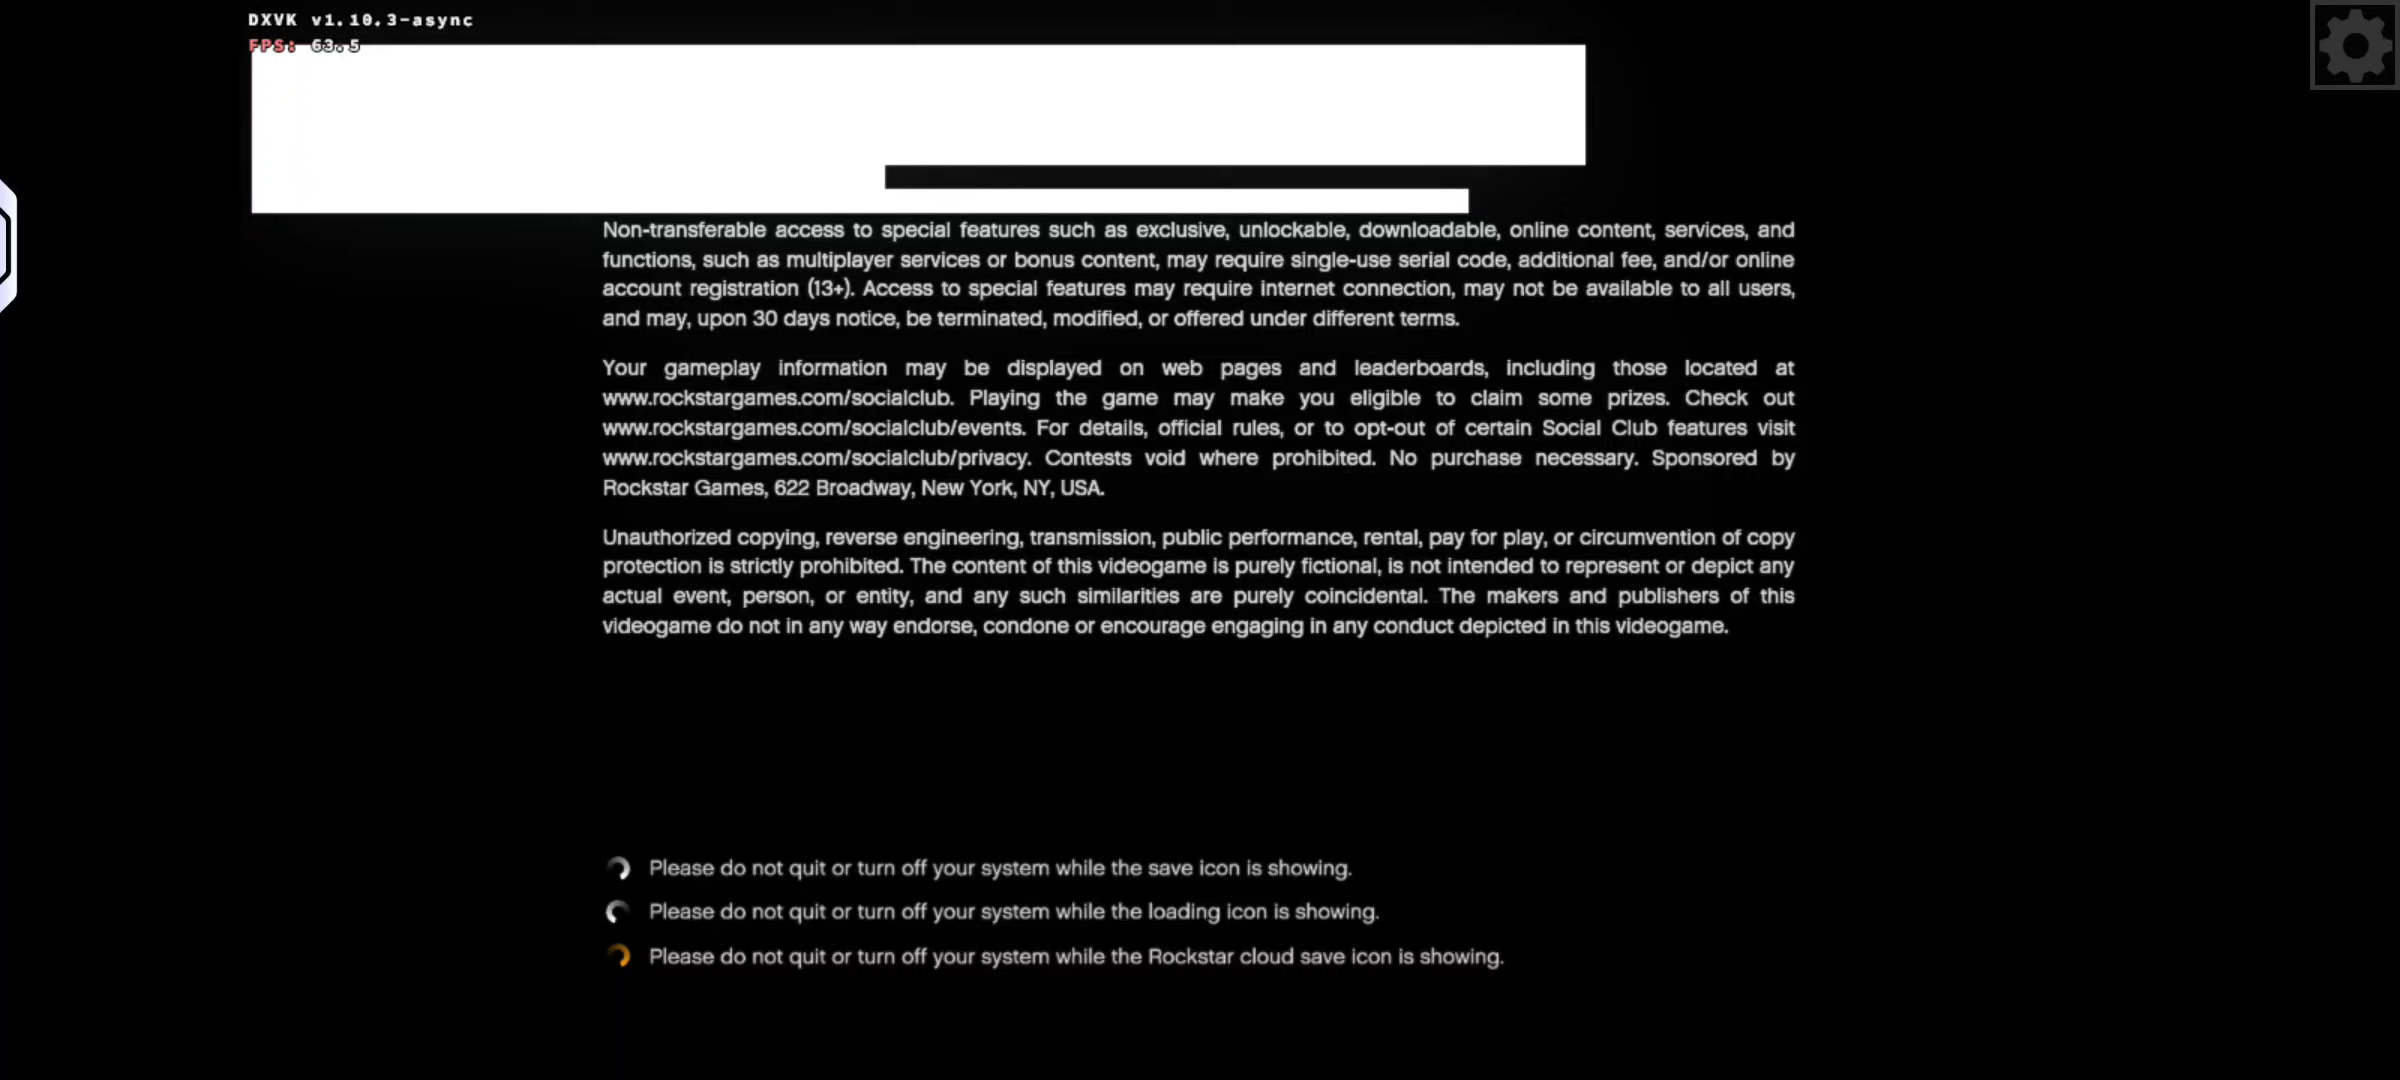 DXVK v1.10.3-async
FPS: 63.5
Non-transferable access to special features such as exclusive, unlockable, downloadable, online content, services, and
functions, such as multiplayer services or bonus content, may require single-use serial code, additional fee, and/or online
account registration (13+). Access to special features may require internet connection, may not be available to all users,
and may, upon 30 days notice, be terminated, modified, or offered under different terms.
Your gameplay information may be displayed on web pages and leaderboards, including those located at
www.rockstargames.com/socialclub. Playing the game may make you eligible to claim some prizes. Check out
www.rockstargames.com/socialclub/events. For details, official rules, or to opt-out of certain Social Club features visit
www.rockstargames.com/socialclub/privacy. Contests void where prohibited. No purchase necessary. Sponsored by
Rockstar Games, 622 Broadway, New York, NY, USA.
Unauthorized copying, reverse engineering, transmission, public performance, rental, pay for play, or circumvention of copy
protection is strictly prohibited. The content of this videogame is purely fictional, is not intended to represent or depict any
actual event, person, or entity, and any such similarities are purely coincidental. The makers and publishers of this
videogame do not in any way endorse, condone or encourage engaging in any conduct depicted in this videogame.
Please do not quit or turn off your system while the save icon is showing.
Please do not quit or turn off your system while the loading icon is showing.
Please do not quit or turn off your system while the Rockstar cloud save icon is showing.